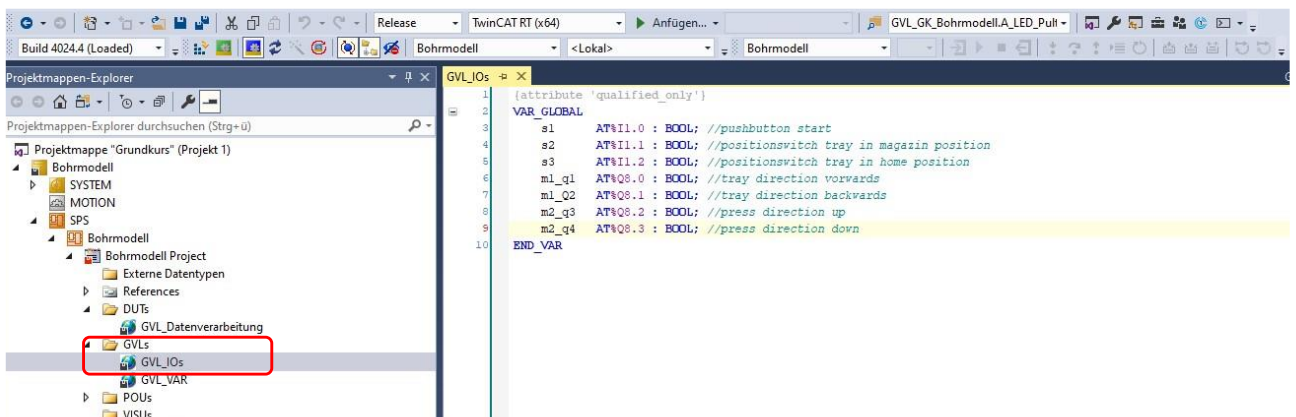 Release TwinCAT RT (x64) Anfügen... GVL_GK_Bohrmodell.A_LED_Pult
Build 4024.4 (Loaded) Bohrmodell <Lokal> Bohrmodell
Projektmappen-Explorer
Projektmappen-Explorer durchsuchen (Strg+ü)
Projektmappe "Grundkurs" (Projekt 1)
Bohrmodell
SYSTEM
MOTION
SPS
Bohrmodell
Bohrmodell Project
Externe Datentypen
References
DUTs
GVL_Datenverarbeitung
GVLs
GVL_IOs
GVL_VAR
POUs
VISUs
GVL_IOs
1 {attribute 'qualified_only'}
2 VAR_GLOBAL
3 s1 AT%I1.0 : BOOL; //pushbutton start
4 s2 AT%I1.1 : BOOL; //positionswitch tray in magazin position
5 s3 AT%I1.2 : BOOL; //positionswitch tray in home position
6 m1_q1 AT%Q8.0 : BOOL; //tray direction vorwards
7 m1_Q2 AT%Q8.1 : BOOL; //tray direction backwards
8 m2_q3 AT%Q8.2 : BOOL; //press direction up
9 m2_q4 AT%Q8.3 : BOOL; //press direction down
10 END_VAR